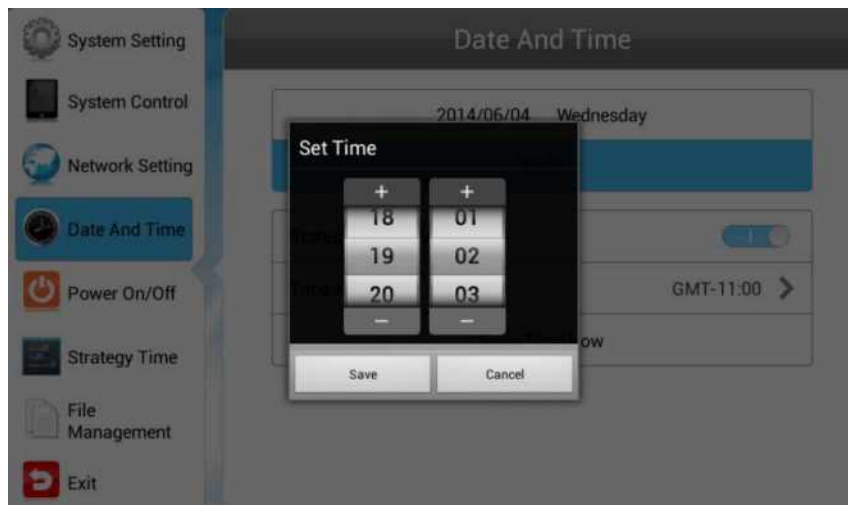 System Setting
System Control
Network Setting
Date And Time
Power On/Off
Strategy Time
File
Management
Exit
Date And Time
2014/06/04 Wednesday
Set Time
+ +
18 01
19 02
20 03
− −
Save Cancel
GMT-11:00
ow